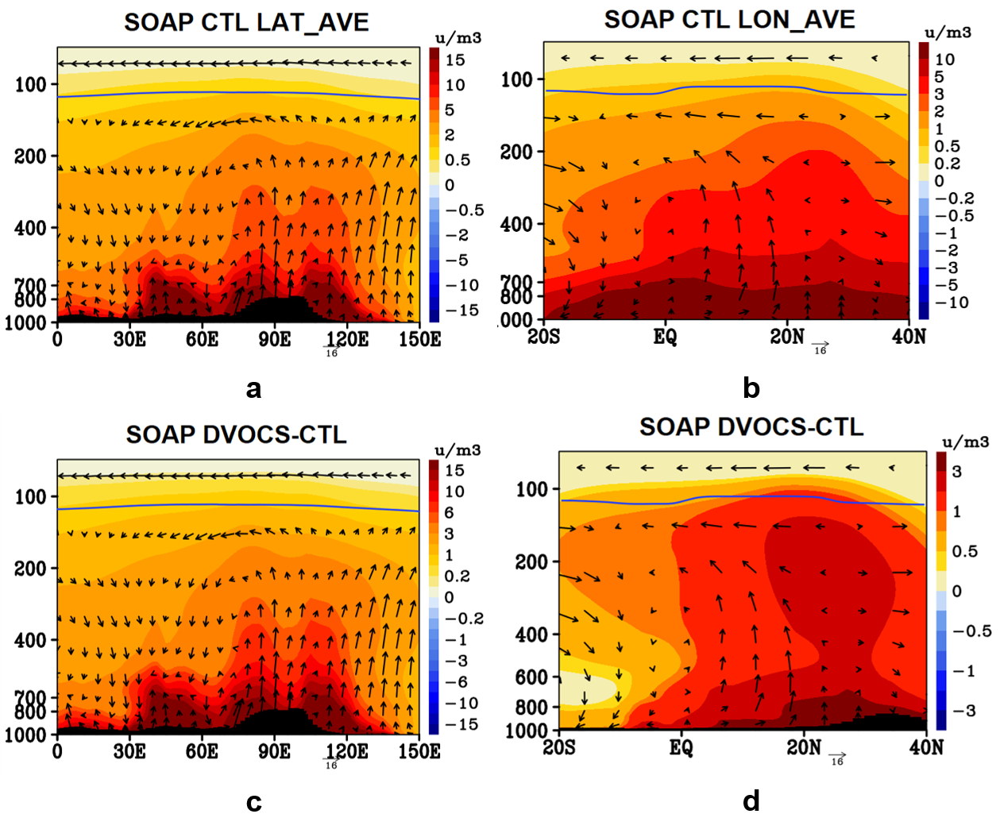 SOAP CTL LAT_AVE
u/m3
100
200
400
700
800
1000
0
30E
60E
90E
120E
150E
16
15
10
5
2
0.5
0
−0.5
−2
−5
−10
−15
a
SOAP CTL LON_AVE
u/m3
100
200
400
700
800
.000
20S
EQ
20N
40N
16
10
5
3
2
1
0.5
0.2
0
−0.2
−0.5
−1
−2
−3
−5
−10
b
SOAP DVOCS-CTL
u/m3
100
200
400
700
800
1000
0
30E
60E
90E
120E
150E
16
15
10
6
3
1
0.2
0
−0.2
−1
−3
−6
−10
−15
c
SOAP DVOCS-CTL
u/m3
100
200
400
600
800
1000
20S
EQ
20N
40N
16
3
1
0.5
0
−0.5
−1
−3
d